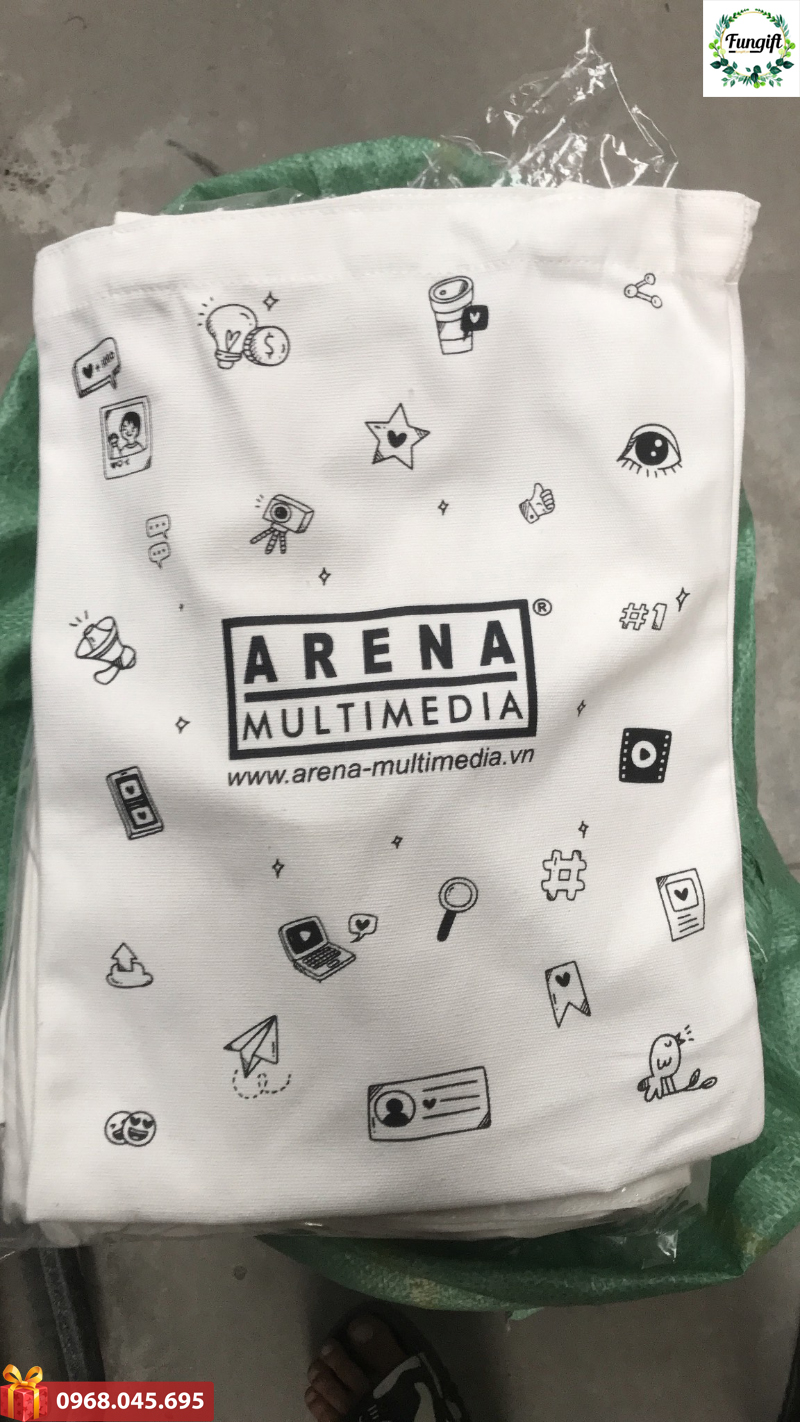 Fungift
$
#1
ARENA
®
MULTIMEDIA
www.arena-multimedia.vn
#
0968.045.695